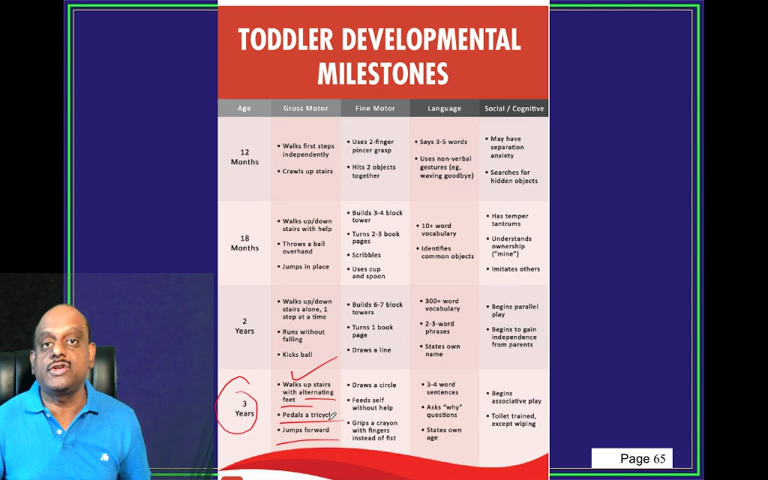 TODDLER DEVELOPMENTAL
MILESTONES
Age
Gross Motor
Fine Motor
Language
Social / Cognitive
12
Months
• Walks first steps
independently
• Crawls up stairs
• Uses 2-finger
pincer grasp
• Hits 2 objects
together
• Says 3-5 words
• Uses non-verbal
gestures (eg,
waving goodbye)
• May have
separation
anxiety
• Searches for
hidden objects
18
Months
• Walks up/down
stairs with help
• Throws a ball
overhand
• Jumps in place
• Builds 3-4 block
tower
• Turns 2-3 book
pages
• Scribbles
• Uses cup
and spoon
• 10+ word
vocabulary
• Identifies
common objects
• Has temper
tantrums
• Understands
ownership
("mine")
• Imitates others
2
Years
• Walks up/down
stairs alone, 1
step at a time
• Runs without
falling
• Kicks ball
• Builds 6-7 block
towers
• Turns 1 book
page
• Draws a line
• 300+ word
vocabulary
• 2-3-word
phrases
• States own
name
• Begins parallel
play
• Begins to gain
independence
from parents
3
Years
• Walks up stairs
with alternating
feet
• Pedals a tricycle
• Jumps forward
• Draws a circle
• Feeds self
without help
• Grips a crayon
with fingers
instead of fist
• 3-4 word
sentences
• Asks "why"
questions
• States own
age
• Begins
associative play
• Toilet trained,
except wiping
Page 65